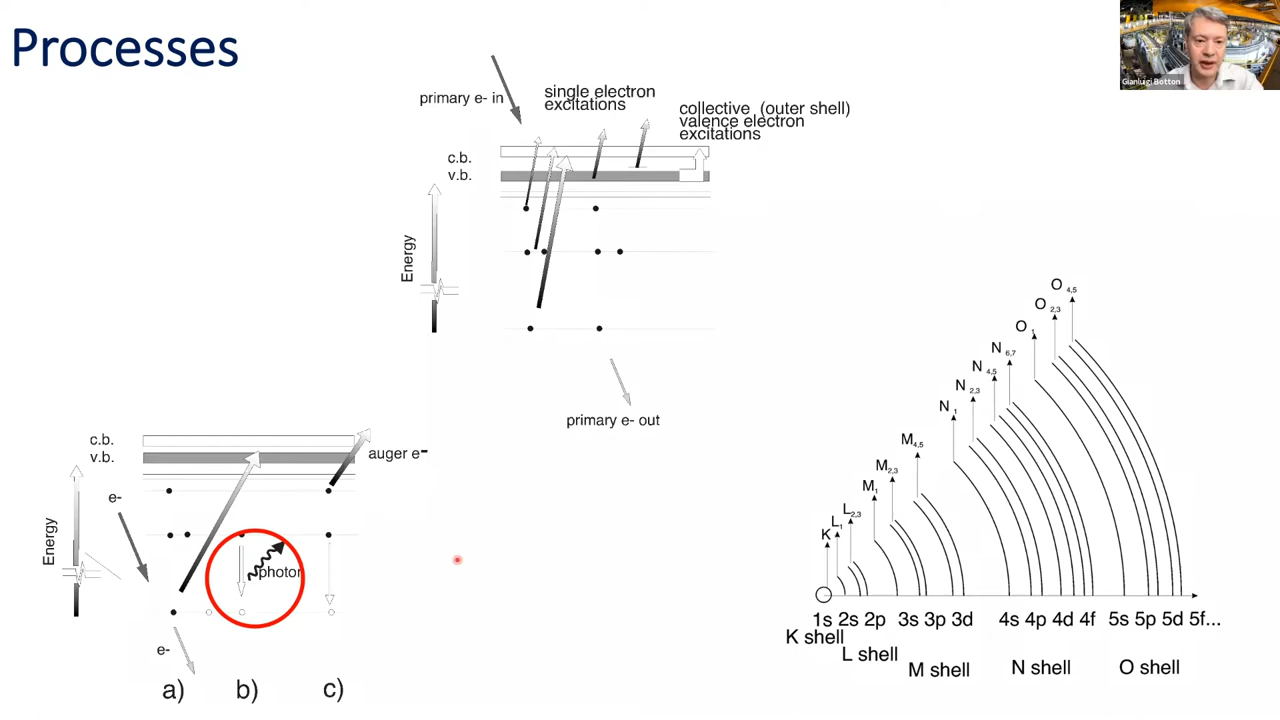 Processes
Gianluigi Botton
primary e- in
single electron
excitations
collective (outer shell)
valence electron
excitations
c.b.
v.b.
Energy
primary e- out
c.b.
v.b.
auger e-
e-
Energy
photon
e-
a) b) c)
O 4,5
O 2,3
O 1
N 6,7
N 4,5
N 2,3
N 1
M 4,5
M 2,3
M 1
L 2,3
L 1
K
1s 2s 2p 3s 3p 3d 4s 4p 4d 4f 5s 5p 5d 5f...
K shell
L shell
M shell
N shell
O shell